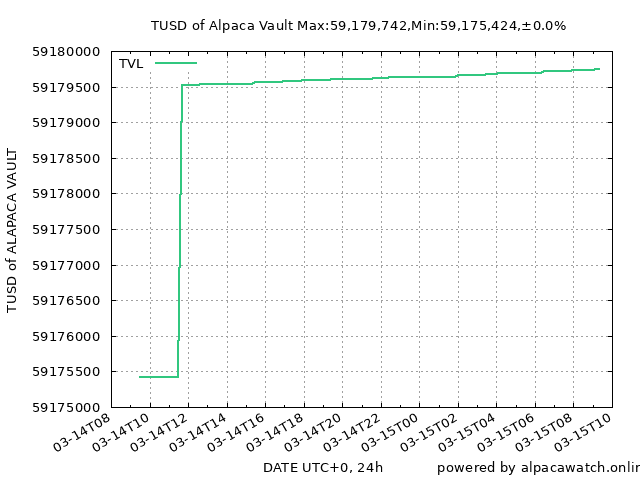 TUSD of Alpaca Vault Max:59,179,742,Min:59,175,424,±0.0%
TVL
59180000
59179500
59179000
59178500
59178000
59177500
59177000
59176500
59176000
59175500
59175000
TUSD of ALAPACA VAULT
03-14T08
03-14T10
03-14T12
03-14T14
03-14T16
03-14T18
03-14T20
03-14T22
03-15T00
03-15T02
03-15T04
03-15T06
03-15T08
03-15T10
DATE UTC+0, 24h
powered by alpacawatch.onlin